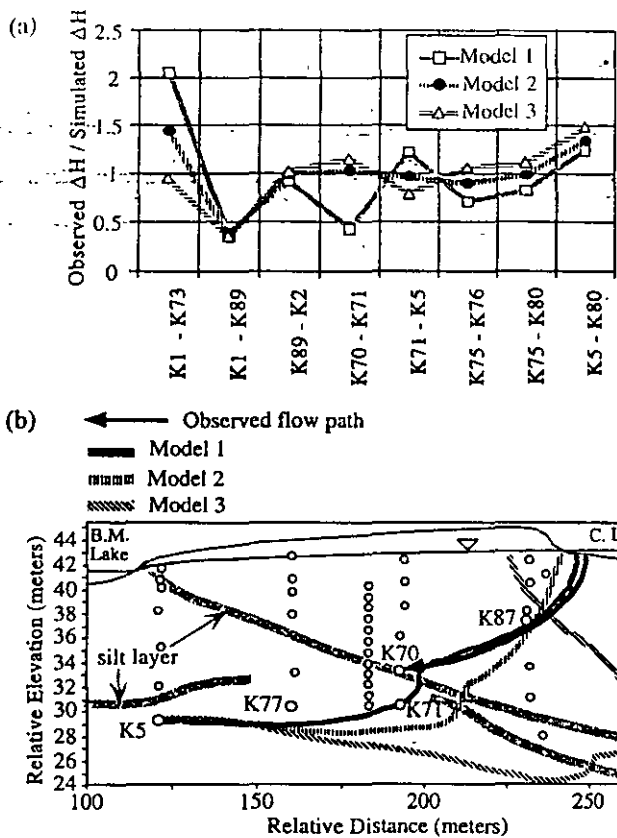 (a)
Observed ΔH / Simulated ΔH
2.5
2
1.5
1
0.5
0
Model 1
Model 2
Model 3
K1 - K73
K1 - K89
K89 - K2
K70 - K71
K71 - K5
K75 - K76
K75 - K80
K5 - K80
(b)
Observed flow path
Model 1
Model 2
Model 3
Relative Elevation (meters)
44
42
40
38
36
34
32
30
28
26
24
B.M.
Lake
C. L
K87
K70
silt layer
K77
K71
K5
100
150
200
250
Relative Distance (meters)